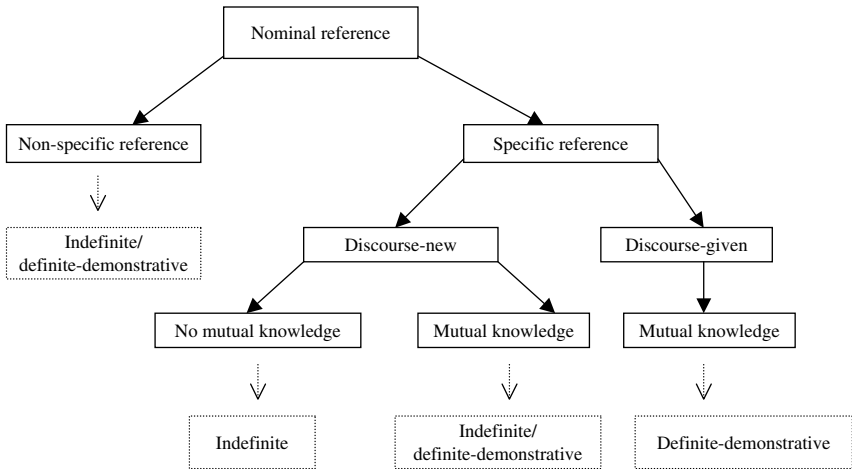 Nominal reference
Non-specific reference
Specific reference
Indefinite/
definite-demonstrative
Discourse-new
Discourse-given
No mutual knowledge
Mutual knowledge
Mutual knowledge
Indefinite
Indefinite/
definite-demonstrative
Definite-demonstrative